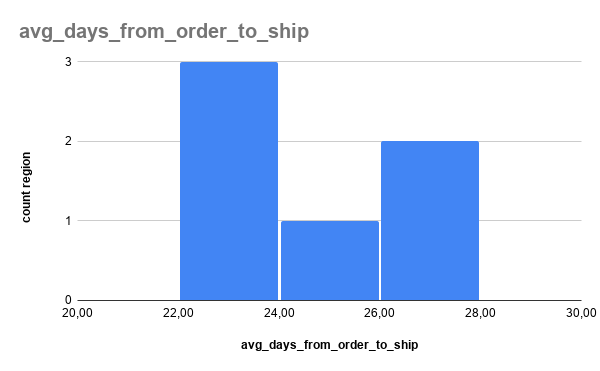 avg_days_from_order_to_ship
3
2
1
0
count region
20,00 22,00 24,00 26,00 28,00 30,00
avg_days_from_order_to_ship